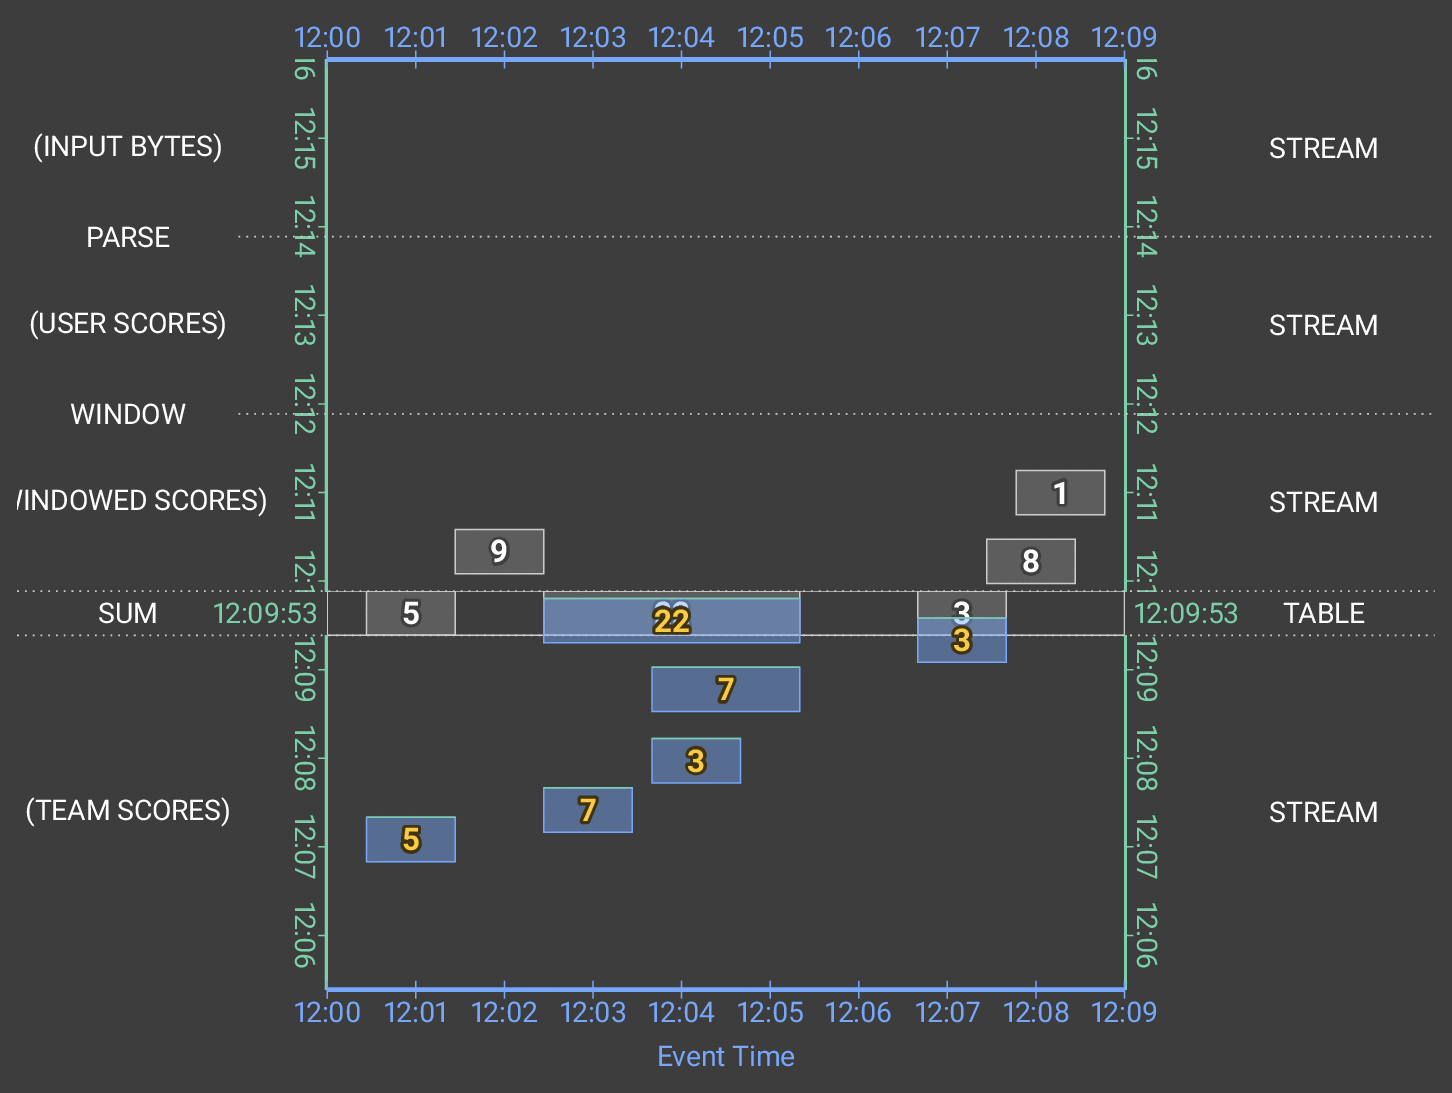 12:00 12:01 12:02 12:03 12:04 12:05 12:06 12:07 12:08 12:09
(INPUT BYTES) 12:15 12:15 STREAM
PARSE 12:14 12:14
(USER SCORES) 12:13 12:13 STREAM
WINDOW 12:12 12:12
INDOWED SCORES) 12:11 12:11 STREAM
1
9
8
SUM 12:09:53 5 22 3 12:09:53 TABLE
3
12:09 7 12:09
12:08 3 12:08
(TEAM SCORES) 7 STREAM
12:07 5 12:07
12:06 12:06
12:00 12:01 12:02 12:03 12:04 12:05 12:06 12:07 12:08 12:09
Event Time